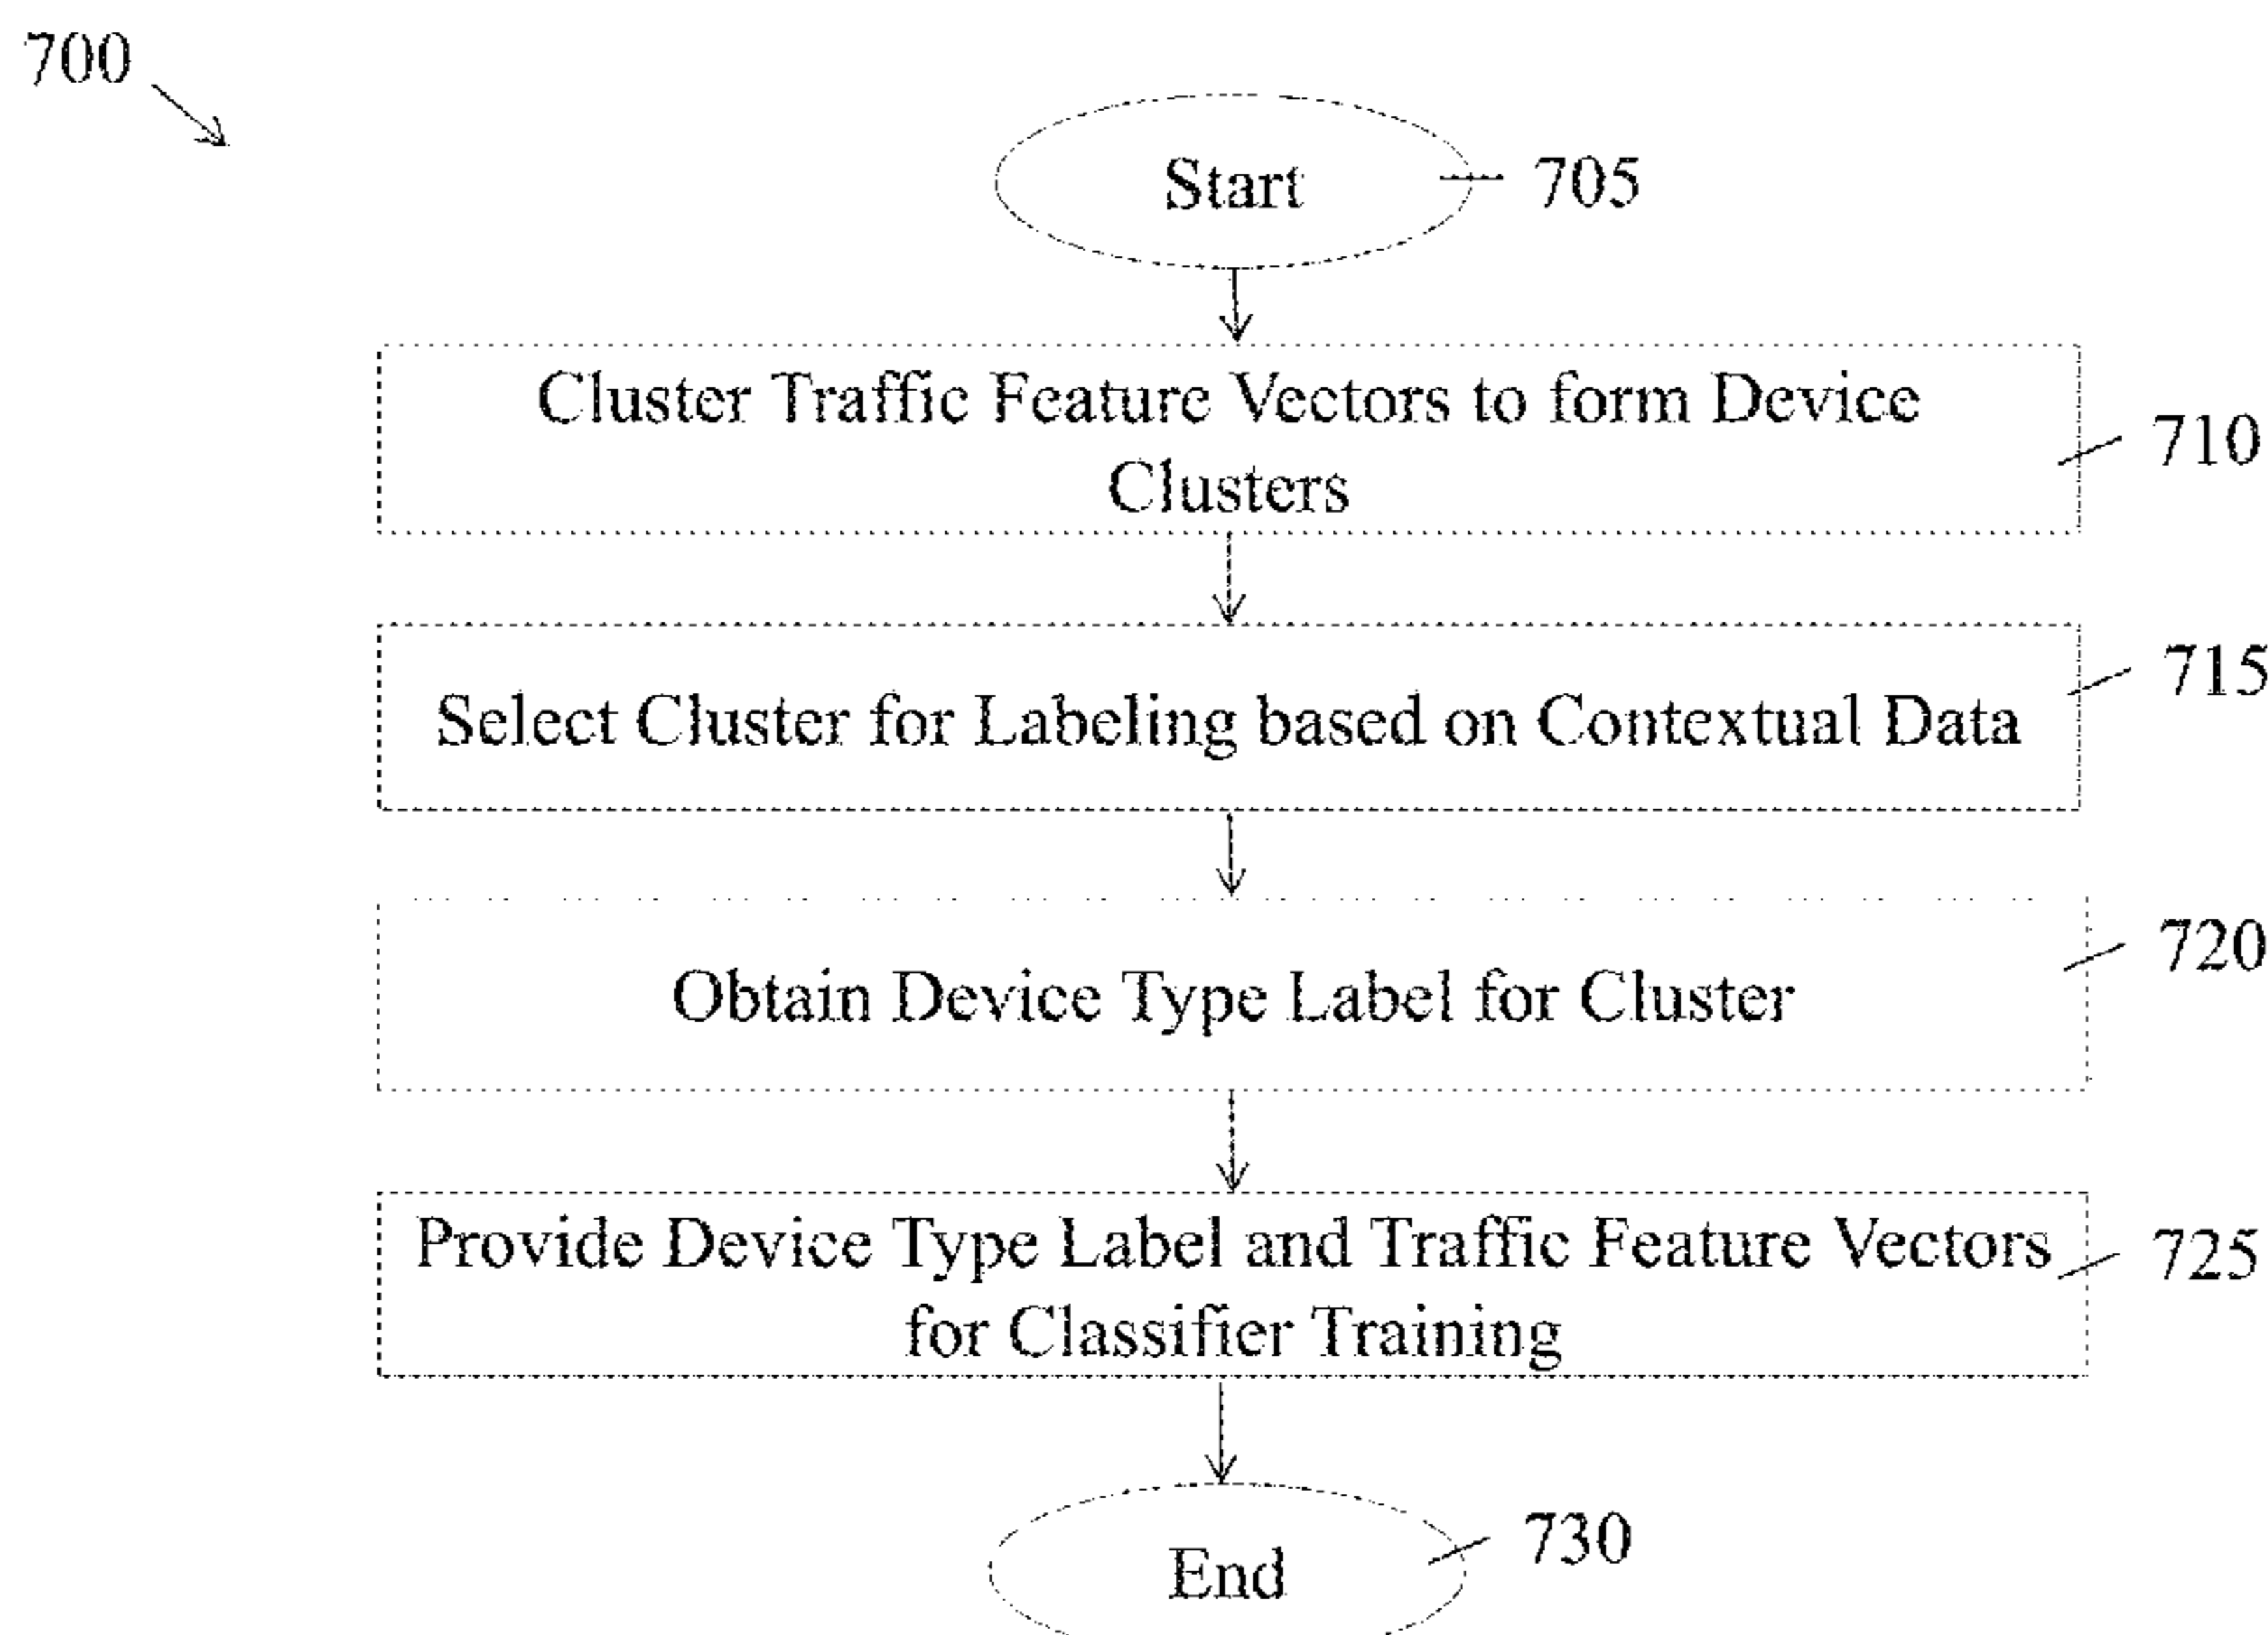 700
Start
705
Cluster Traffic Feature Vectors to form Device
Clusters
710
Select Cluster for Labeling based on Contextual Data
715
Obtain Device Type Label for Cluster
720
Provide Device Type Label and Traffic Feature Vectors
for Classifier Training
725
End
730